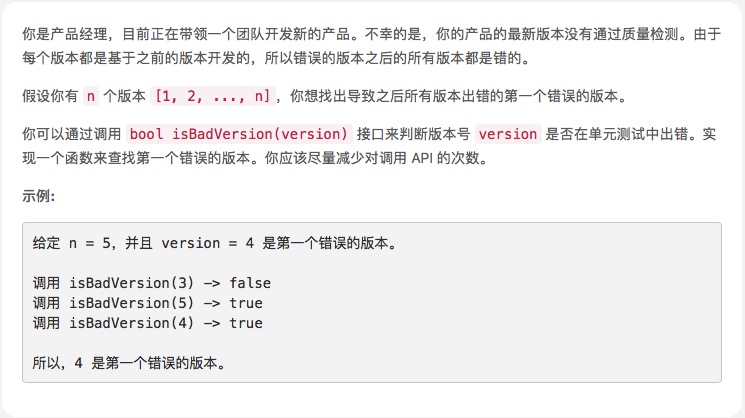 你是产品经理，目前正在带领一个团队开发新的产品。不幸的是，你的产品的最新版本没有通过质量检测。由于
每个版本都是基于之前的版本开发的，所以错误的版本之后的所有版本都是错的。
假设你有 n 个版本 [1, 2, ..., n]，你想找出导致之后所有版本出错的第一个错误的版本。
你可以通过调用 bool isBadVersion(version) 接口来判断版本号 version 是否在单元测试中出错。实
现一个函数来查找第一个错误的版本。你应该尽量减少对调用 API 的次数。
示例：
给定 n = 5，并且 version = 4 是第一个错误的版本。
调用 isBadVersion(3) -> false
调用 isBadVersion(5) -> true
调用 isBadVersion(4) -> true
所以，4 是第一个错误的版本。